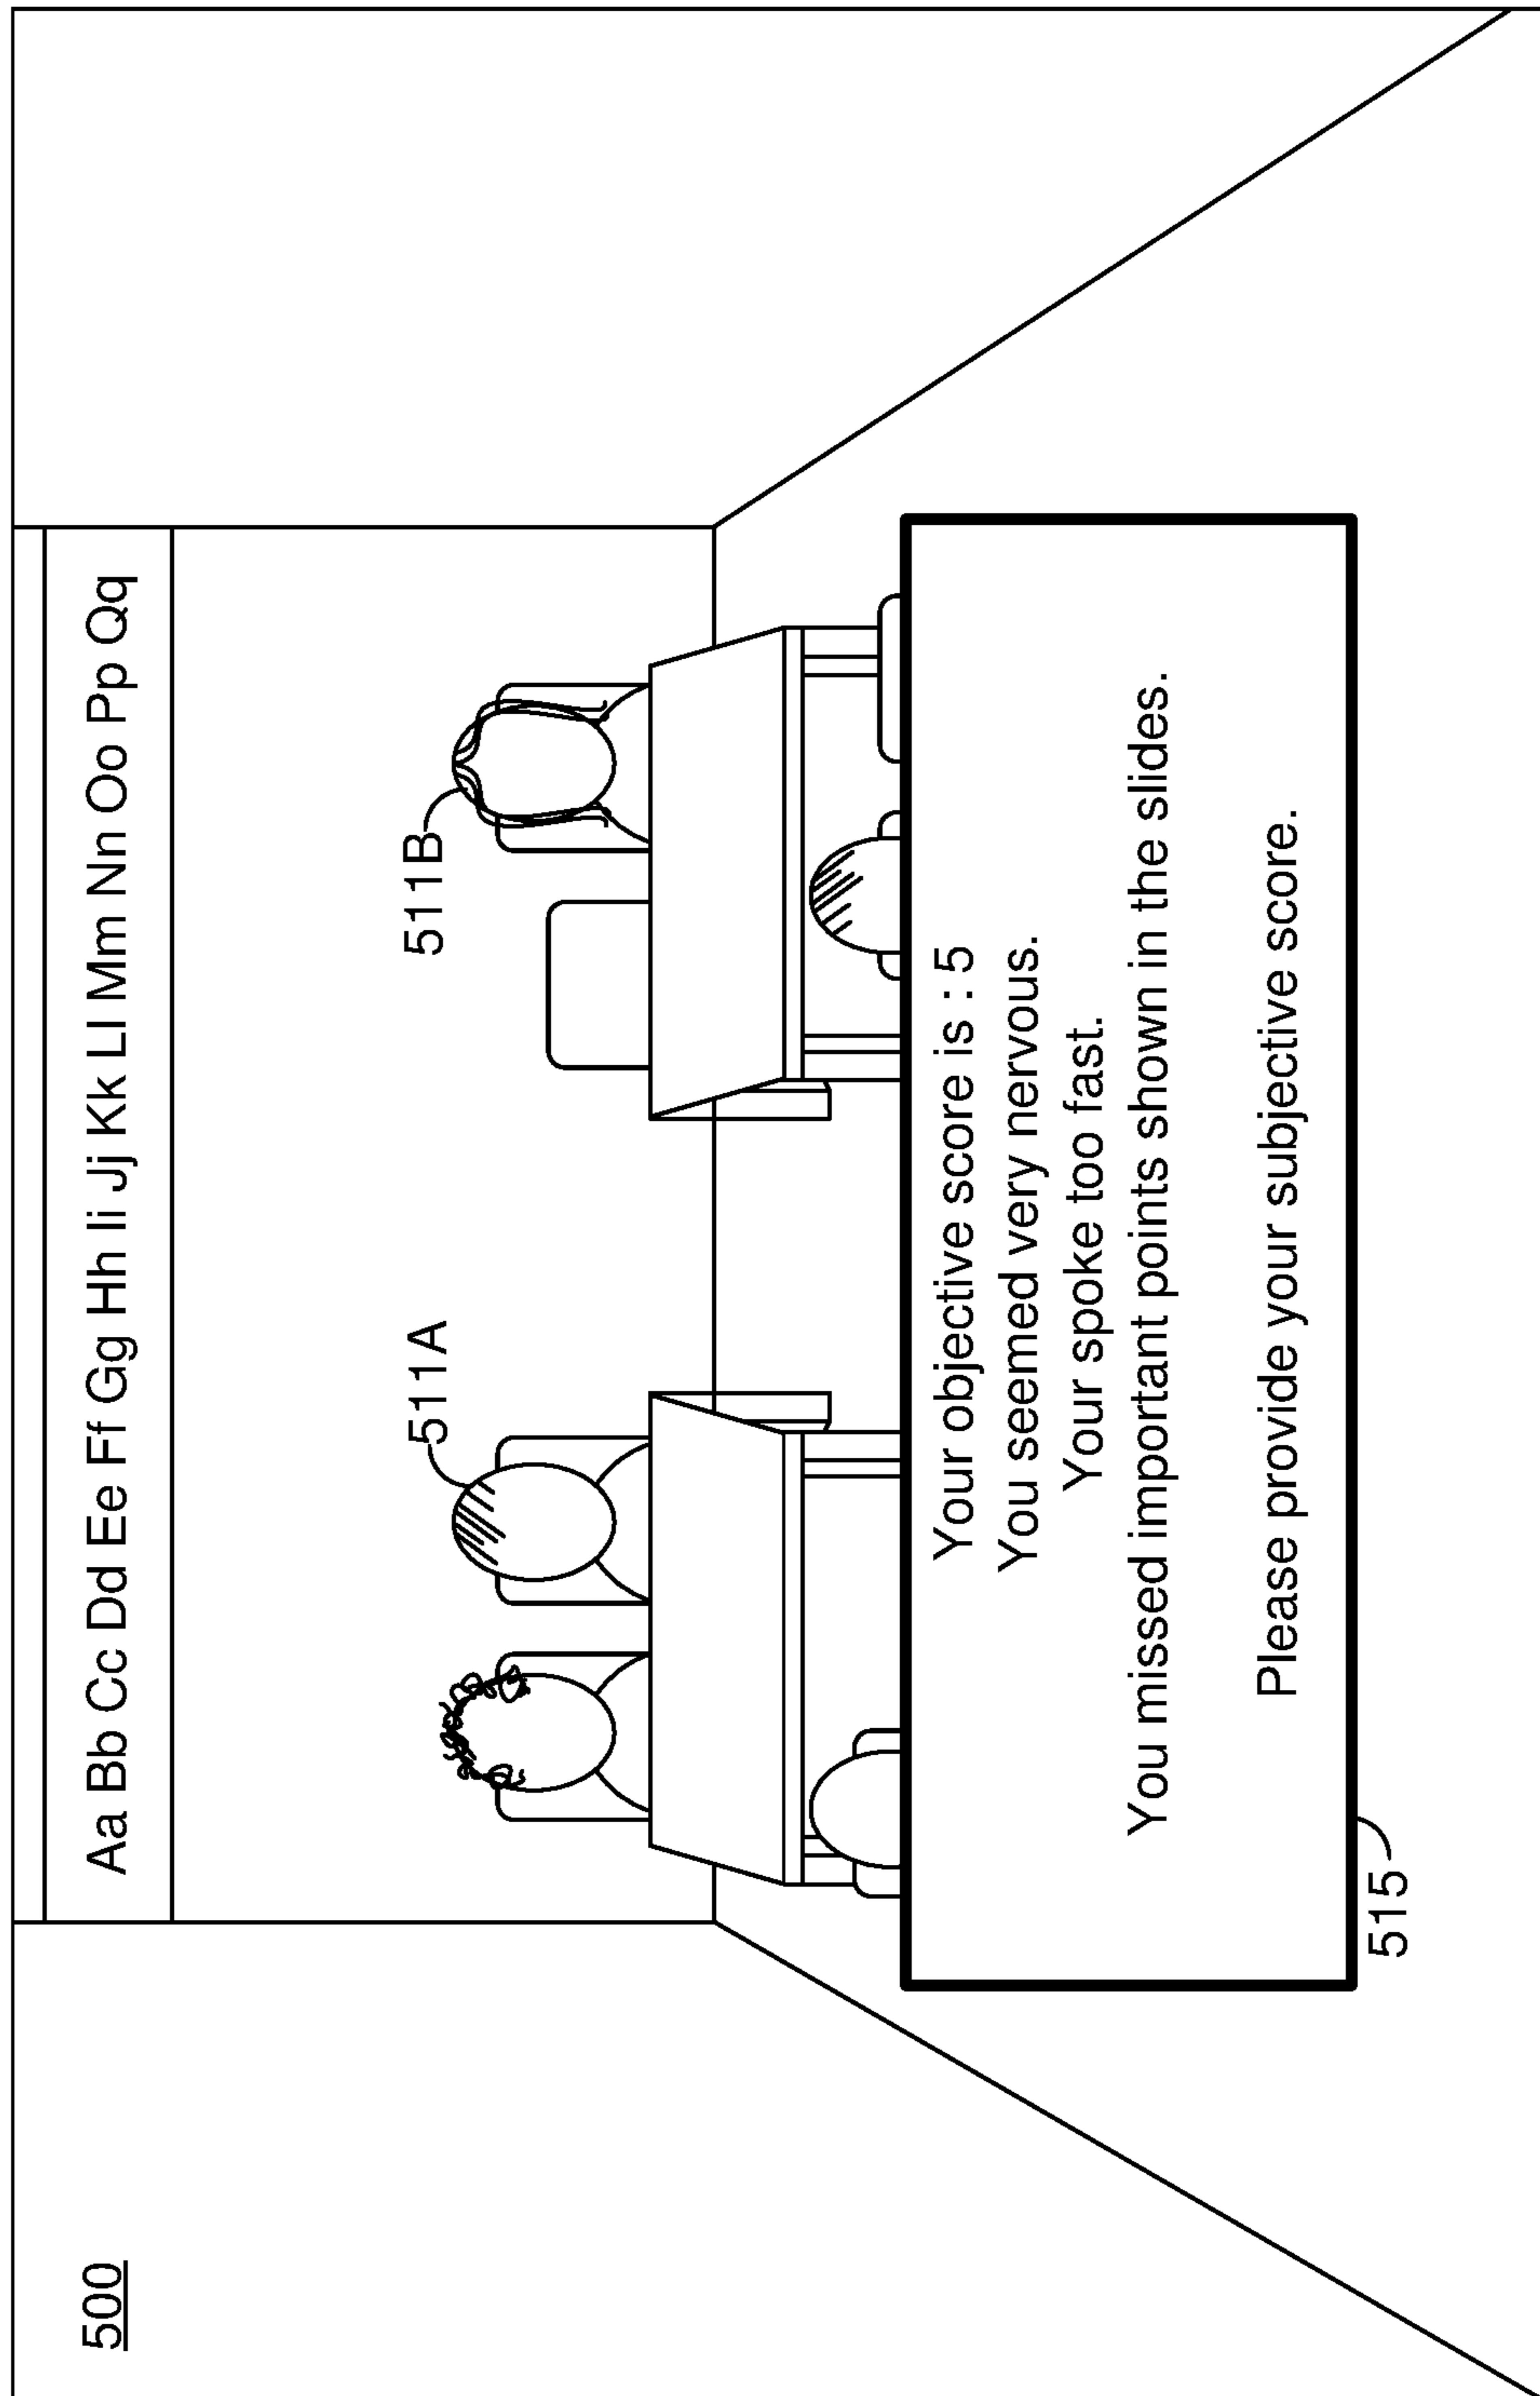 500
Aa Bb Cc Dd Ee Ff Gg Hh Ii Jj Kk Ll Mm Nn Oo Pp Qq
511A
511B
Your objective score is : 5
You seemed very nervous.
Your spoke too fast.
You missed important points shown in the slides.
Please provide your subjective score.
515